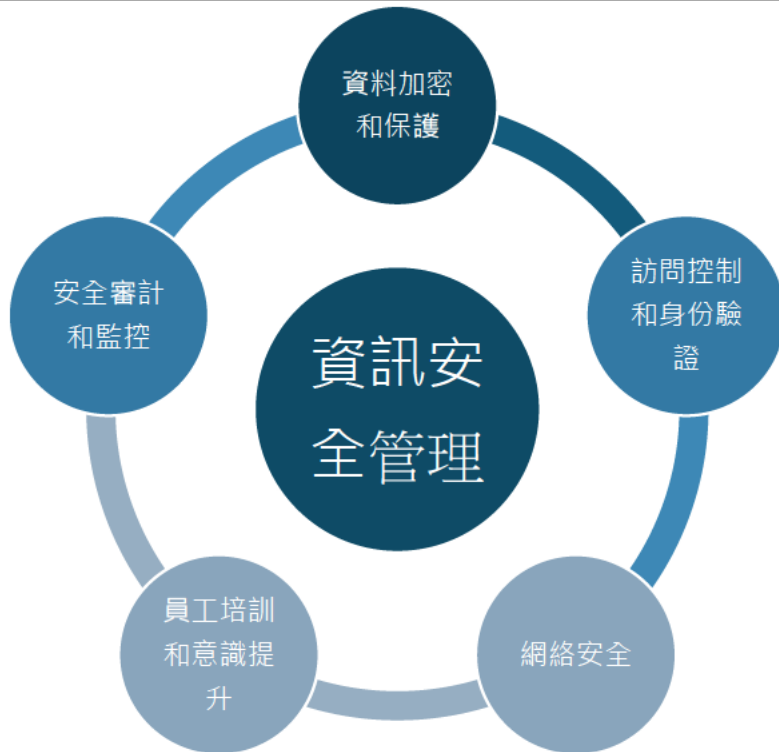 資料加密
和保護
訪問控制
和身份驗
證
網絡安全
員工培訓
和意識提
升
安全審計
和監控
資訊安
全管理